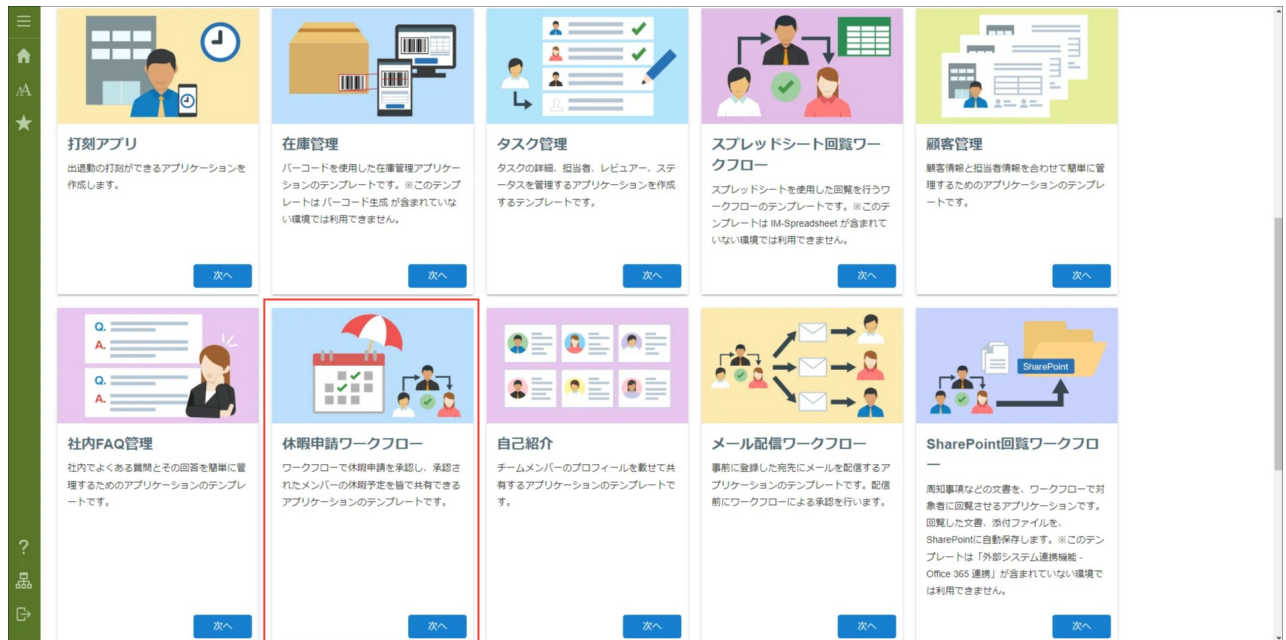 打刻アプリ
出退勤の打刻ができるアプリケーションを
作成します。
次へ
在庫管理
バーコードを使用した在庫管理アプリケー
ションのテンプレートです。※このテンプ
レートは バーコード生成 が含まれていな
い環境では利用できません。
次へ
タスク管理
タスクの詳細、担当者、レビュアー、ステ
ータスを管理するアプリケーションを作成
するテンプレートです。
次へ
スプレッドシート回覧ワー
クフロー
スプレッドシートを使用した回覧を行うワ
ークフローのテンプレートです。※このテ
ンプレートは IM-Spreadsheet が含まれて
いない環境では利用できません。
次へ
顧客管理
顧客情報と担当者情報を合わせて簡単に管
理するためのアプリケーションのテンプレ
ートです。
次へ
Q.
A.
Q.
A.
社内FAQ管理
社内でよくある質問とその回答を簡単に管
理するためのアプリケーションのテンプレ
ートです。
次へ
休暇申請ワークフロー
ワークフローで休暇申請を承認し、承認さ
れたメンバーの休暇予定を皆で共有できる
アプリケーションのテンプレートです。
次へ
自己紹介
チームメンバーのプロフィールを載せて共
有するアプリケーションのテンプレートで
す。
次へ
メール配信ワークフロー
事前に登録した宛先にメールを配信するア
プリケーションのテンプレートです。配信
前にワークフローによる承認を行います。
次へ
SharePoint
SharePoint回覧ワークフロ
ー
周知事項などの文書を、ワークフローで対
象者に回覧させるアプリケーションです。
回覧した文書、添付ファイルを、
SharePointに自動保存します。※このテン
プレートは「外部システム連携機能 -
Office 365 連携」が含まれていない環境で
は利用できません。
次へ